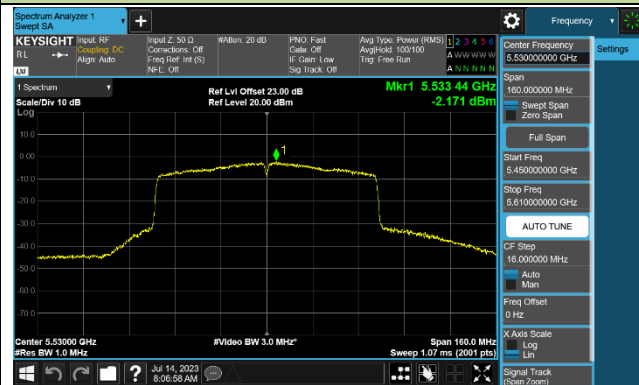 Spectrum Analyzer 1
Swept SA
Frequency
KEYSIGHT
Input: RF
Input Z: 50 Ω
#Atten: 20 dB
PNO: Fast
Avg Type: Power (RMS)
1 2 3 4 5 6
RL
Coupling: DC
Corrections: Off
Gate: Off
Avg|Hold: 100/100
A W W W W W
Align: Auto
Freq Ref: Int (S)
IF Gain: Low
Trig: Free Run
LXI
NFE: Off
Sig Track: Off
A N N N N N
1 Spectrum
Ref Lvl Offset 23.00 dB
Mkr1 5.533 44 GHz
Scale/Div 10 dB
Ref Level 20.00 dBm
-2.171 dBm
Log
1
10.0
0.00
-10.0
-20.0
-30.0
-40.0
-50.0
-60.0
-70.0
Center 5.53000 GHz
#Video BW 3.0 MHz*
Span 160.0 MHz
#Res BW 1.0 MHz
Sweep 1.07 ms (2001 pts)
Center Frequency
5.530000000 GHz
Settings
Span
160.000000 MHz
Swept Span
Zero Span
Full Span
Start Freq
5.450000000 GHz
Stop Freq
5.610000000 GHz
AUTO TUNE
CF Step
16.000000 MHz
Auto
Man
Freq Offset
0 Hz
X Axis Scale
Log
Lin
Signal Track
(Span Zoom)
Jul 14, 2023
8:06:58 AM